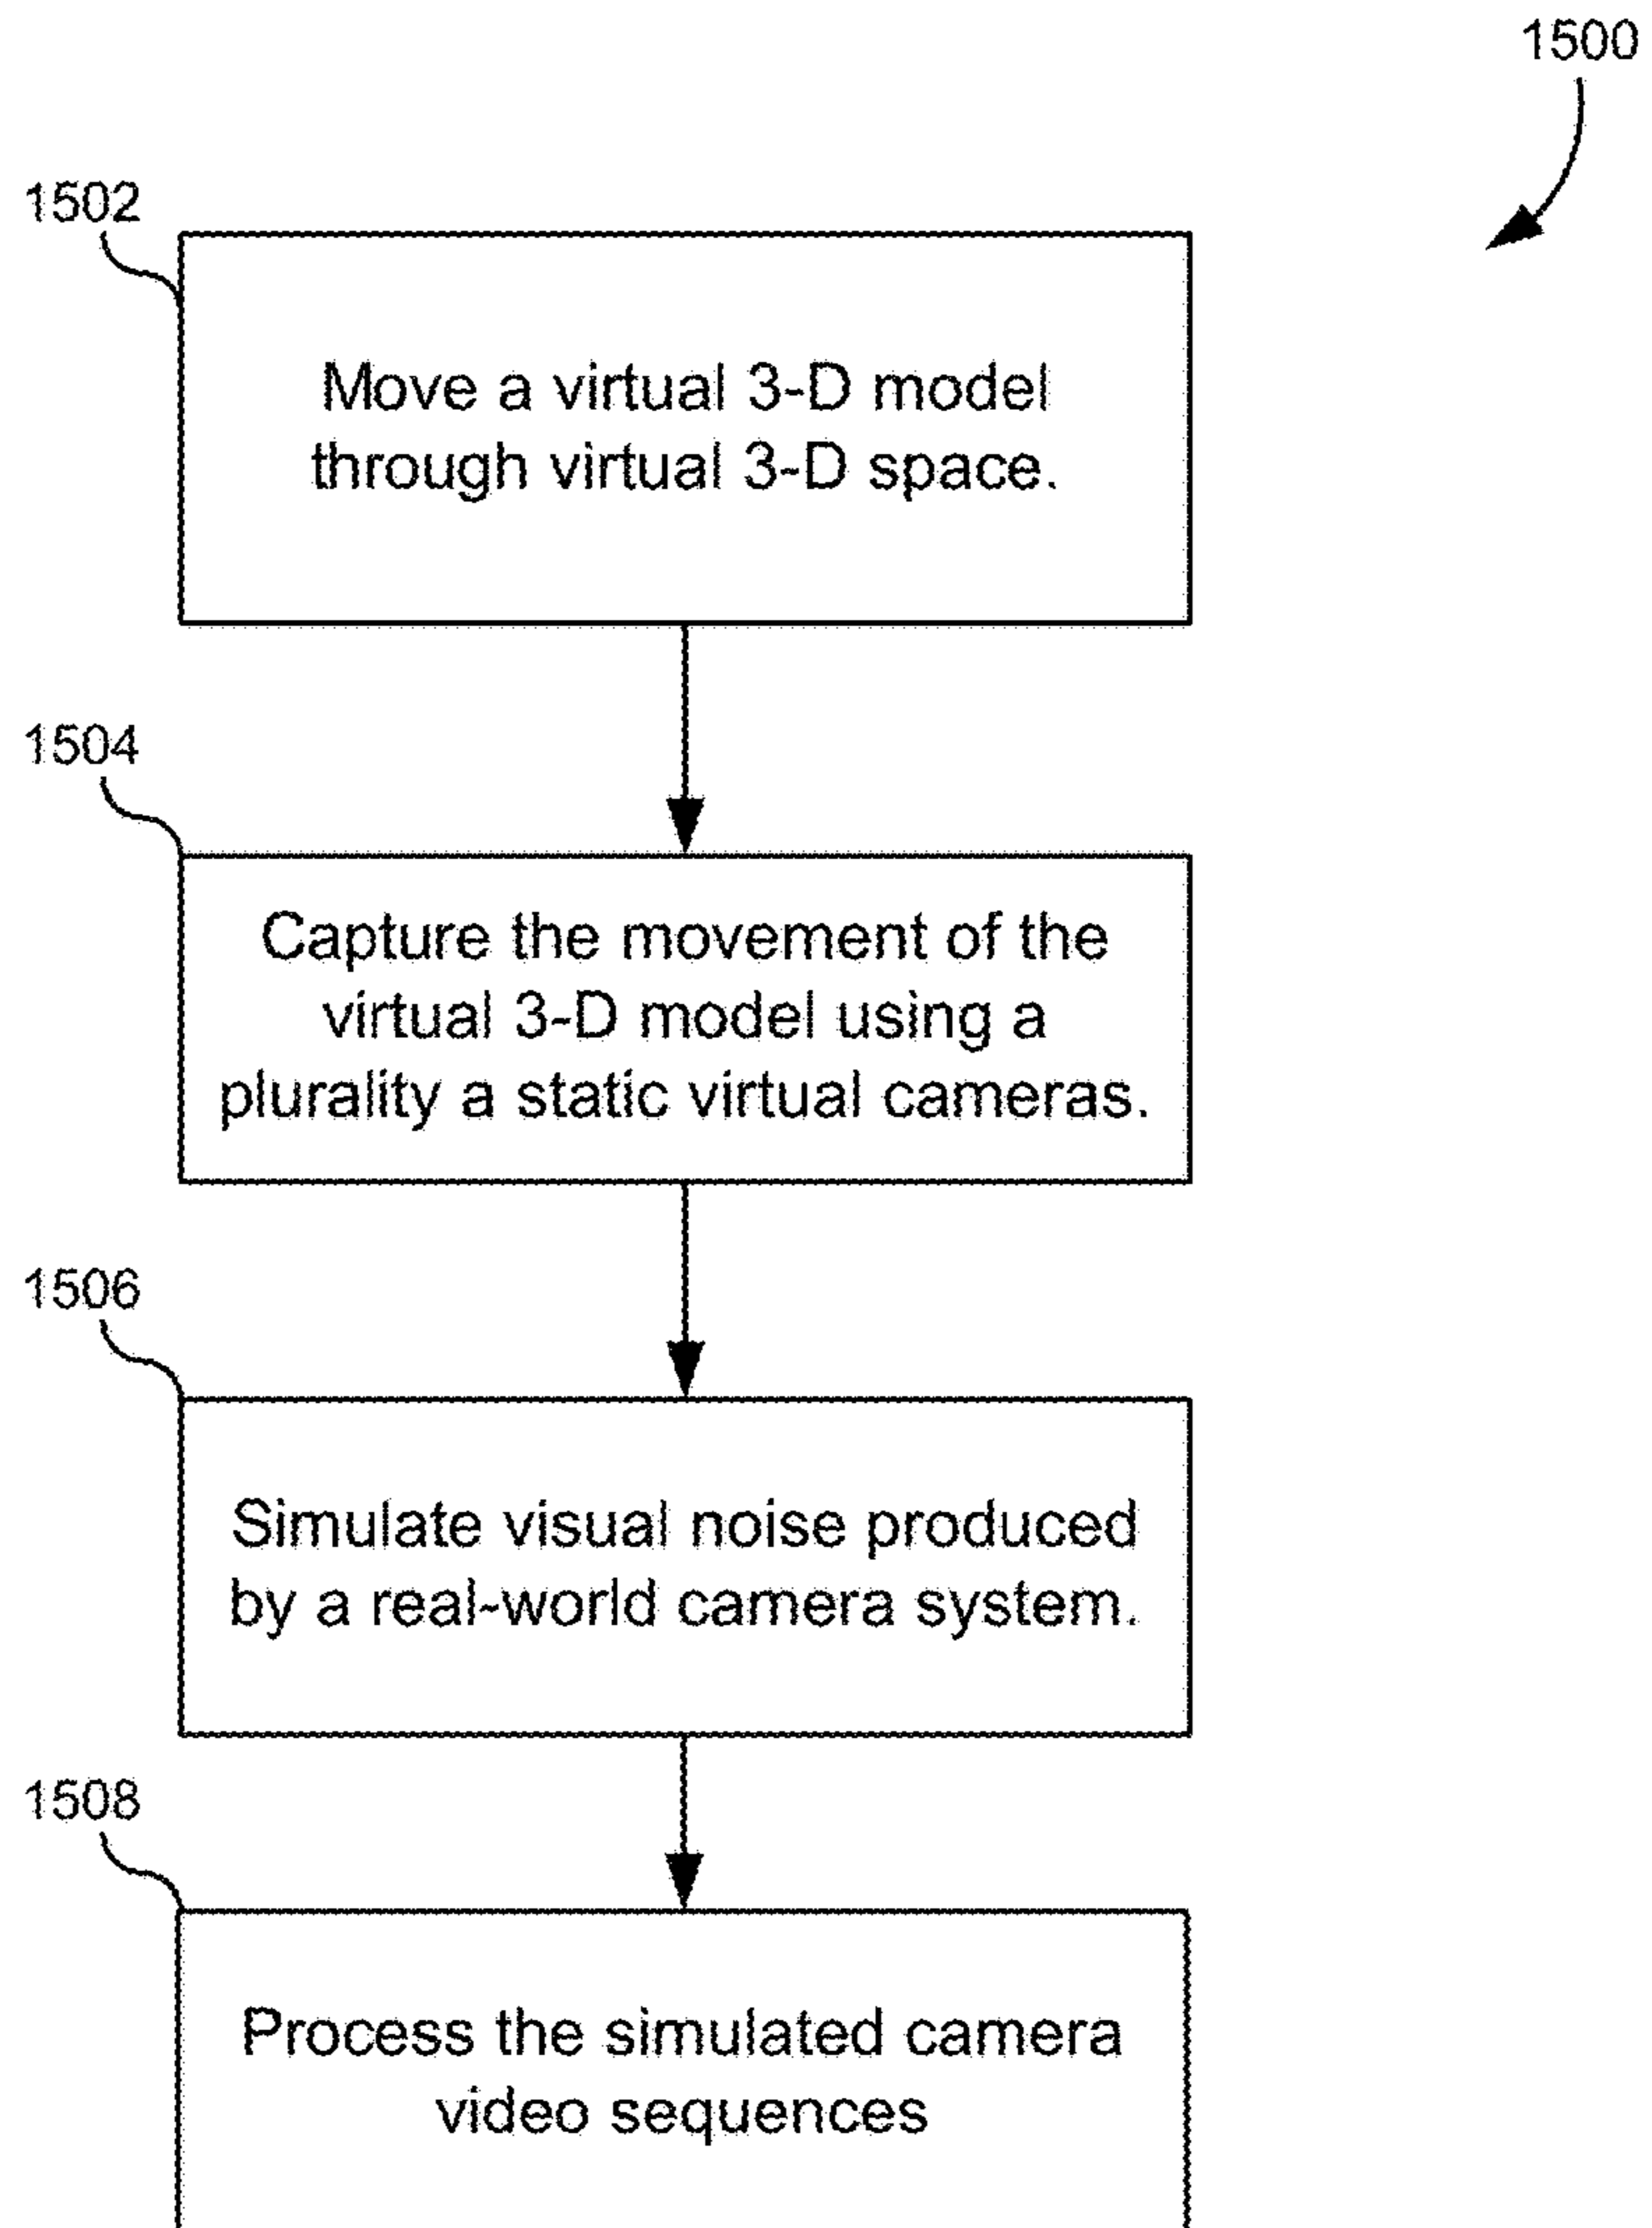 1500
1502
Move a virtual 3-D model
through virtual 3-D space.
1504
Capture the movement of the
virtual 3-D model using a
plurality a static virtual cameras.
1506
Simulate visual noise produced
by a real-world camera system.
1508
Process the simulated camera
video sequences